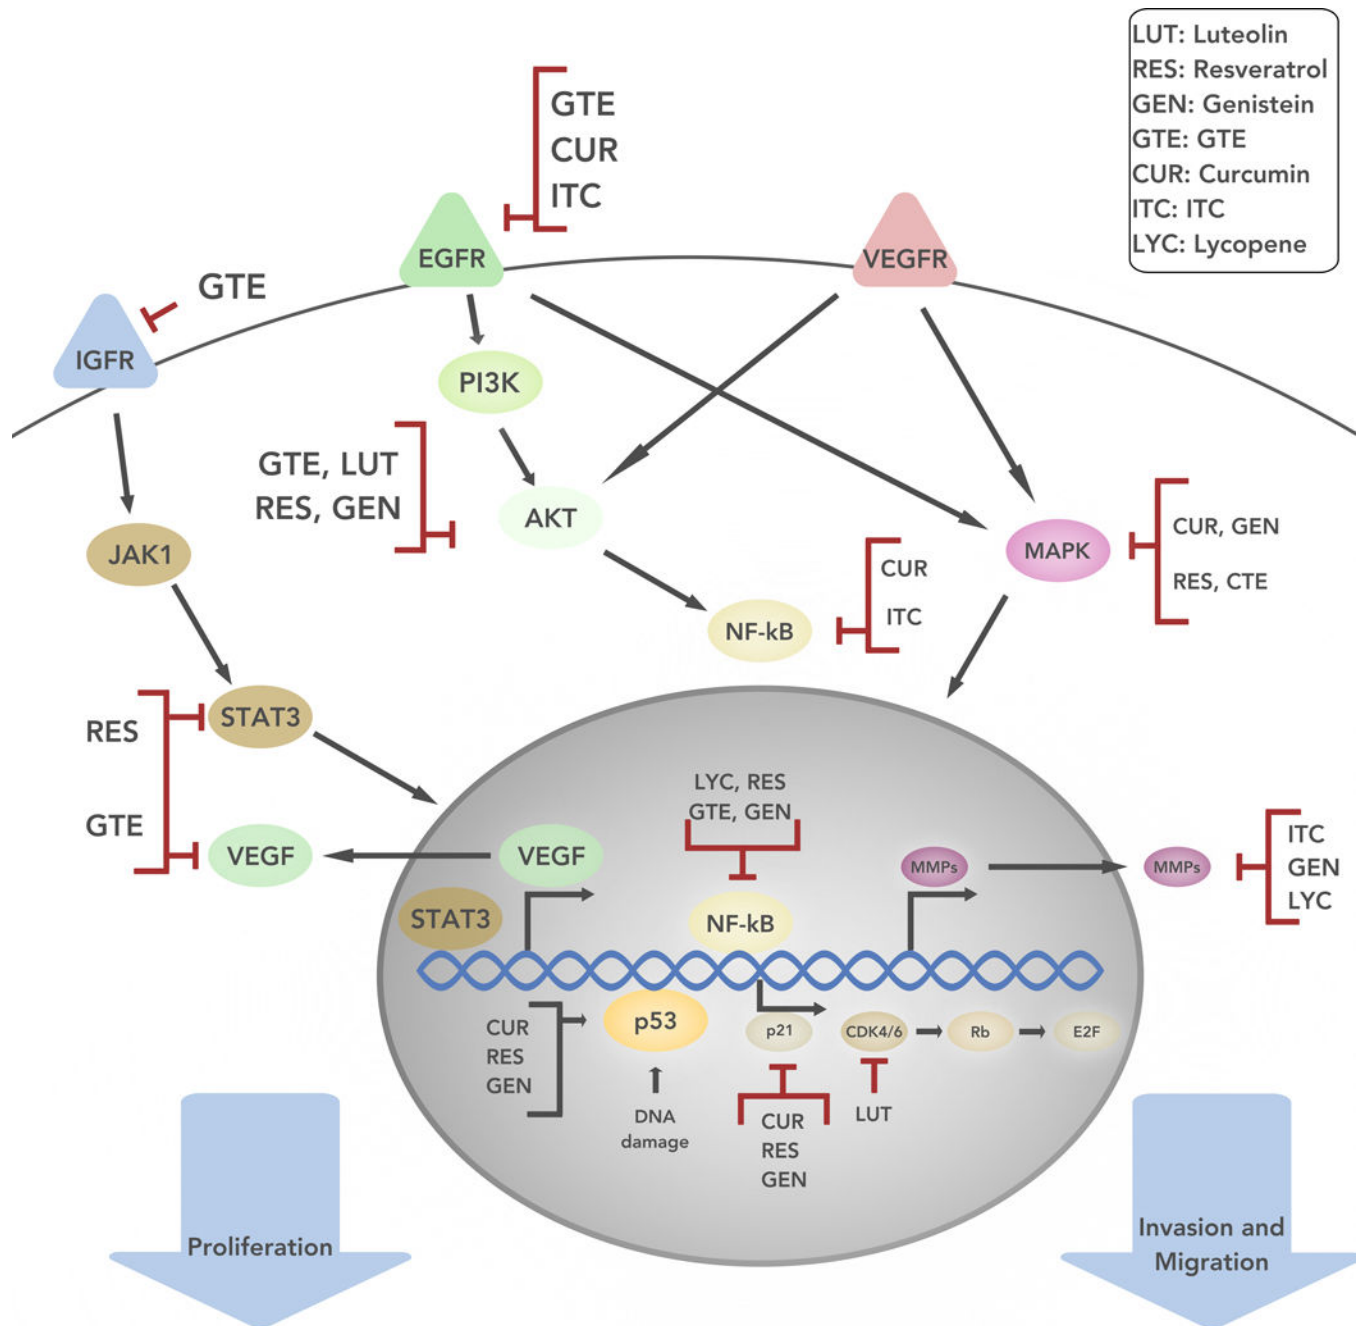 LUT: Luteolin
RES: Resveratrol
GEN: Genistein
GTE: GTE
CUR: Curcumin
ITC: ITC
LYC: Lycopene
GTE
CUR
ITC
EGFR
VEGFR
GTE
IGFR
PI3K
GTE, LUT
RES, GEN
AKT
JAK1
MAPK
CUR, GEN
RES, CTE
CUR
ITC
NF-kB
RES
STAT3
GTE
VEGF
VEGF
LYC, RES
GTE, GEN
MMPs
MMPs
ITC
GEN
LYC
STAT3
NF-kB
CUR
RES
GEN
p53
p21
CDK4/6
Rb
E2F
DNA
damage
CUR
RES
GEN
LUT
Proliferation
Invasion and
Migration